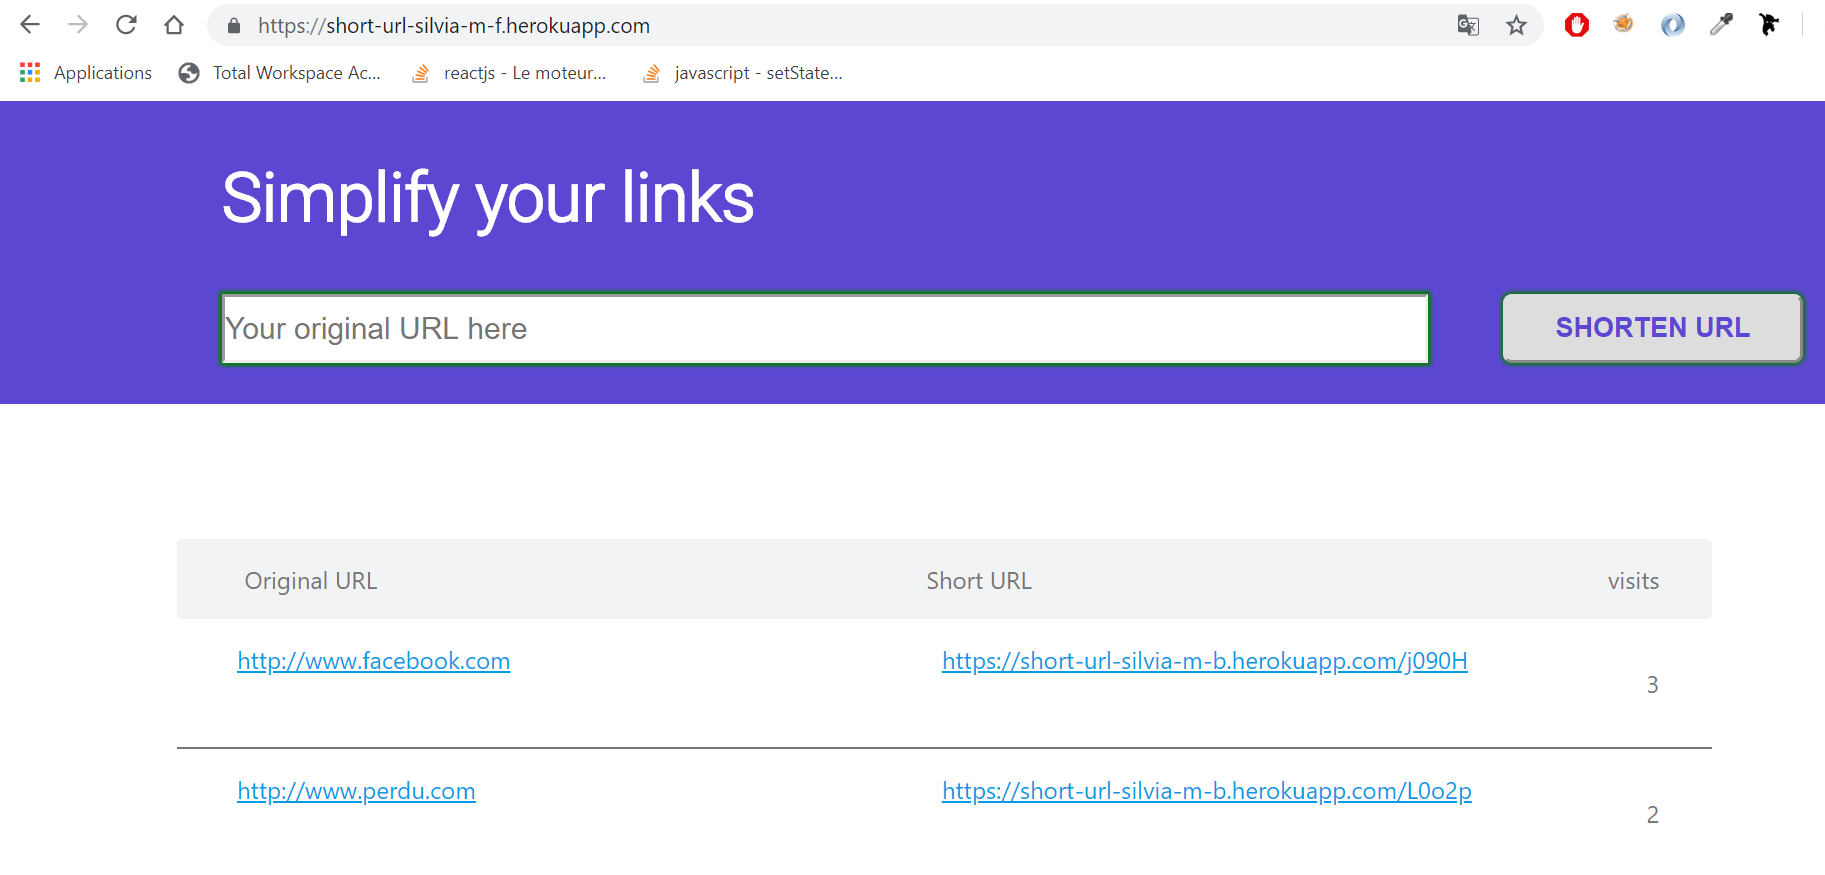 https://short-url-silvia-m-f.herokuapp.com
Applications Total Workspace Ac... reactjs - Le moteur... javascript - setState...
Simplify your links
Your original URL here SHORTEN URL
Original URL Short URL visits
http://www.facebook.com https://short-url-silvia-m-b.herokuapp.com/j090H
3
http://www.perdu.com https://short-url-silvia-m-b.herokuapp.com/L0o2p
2